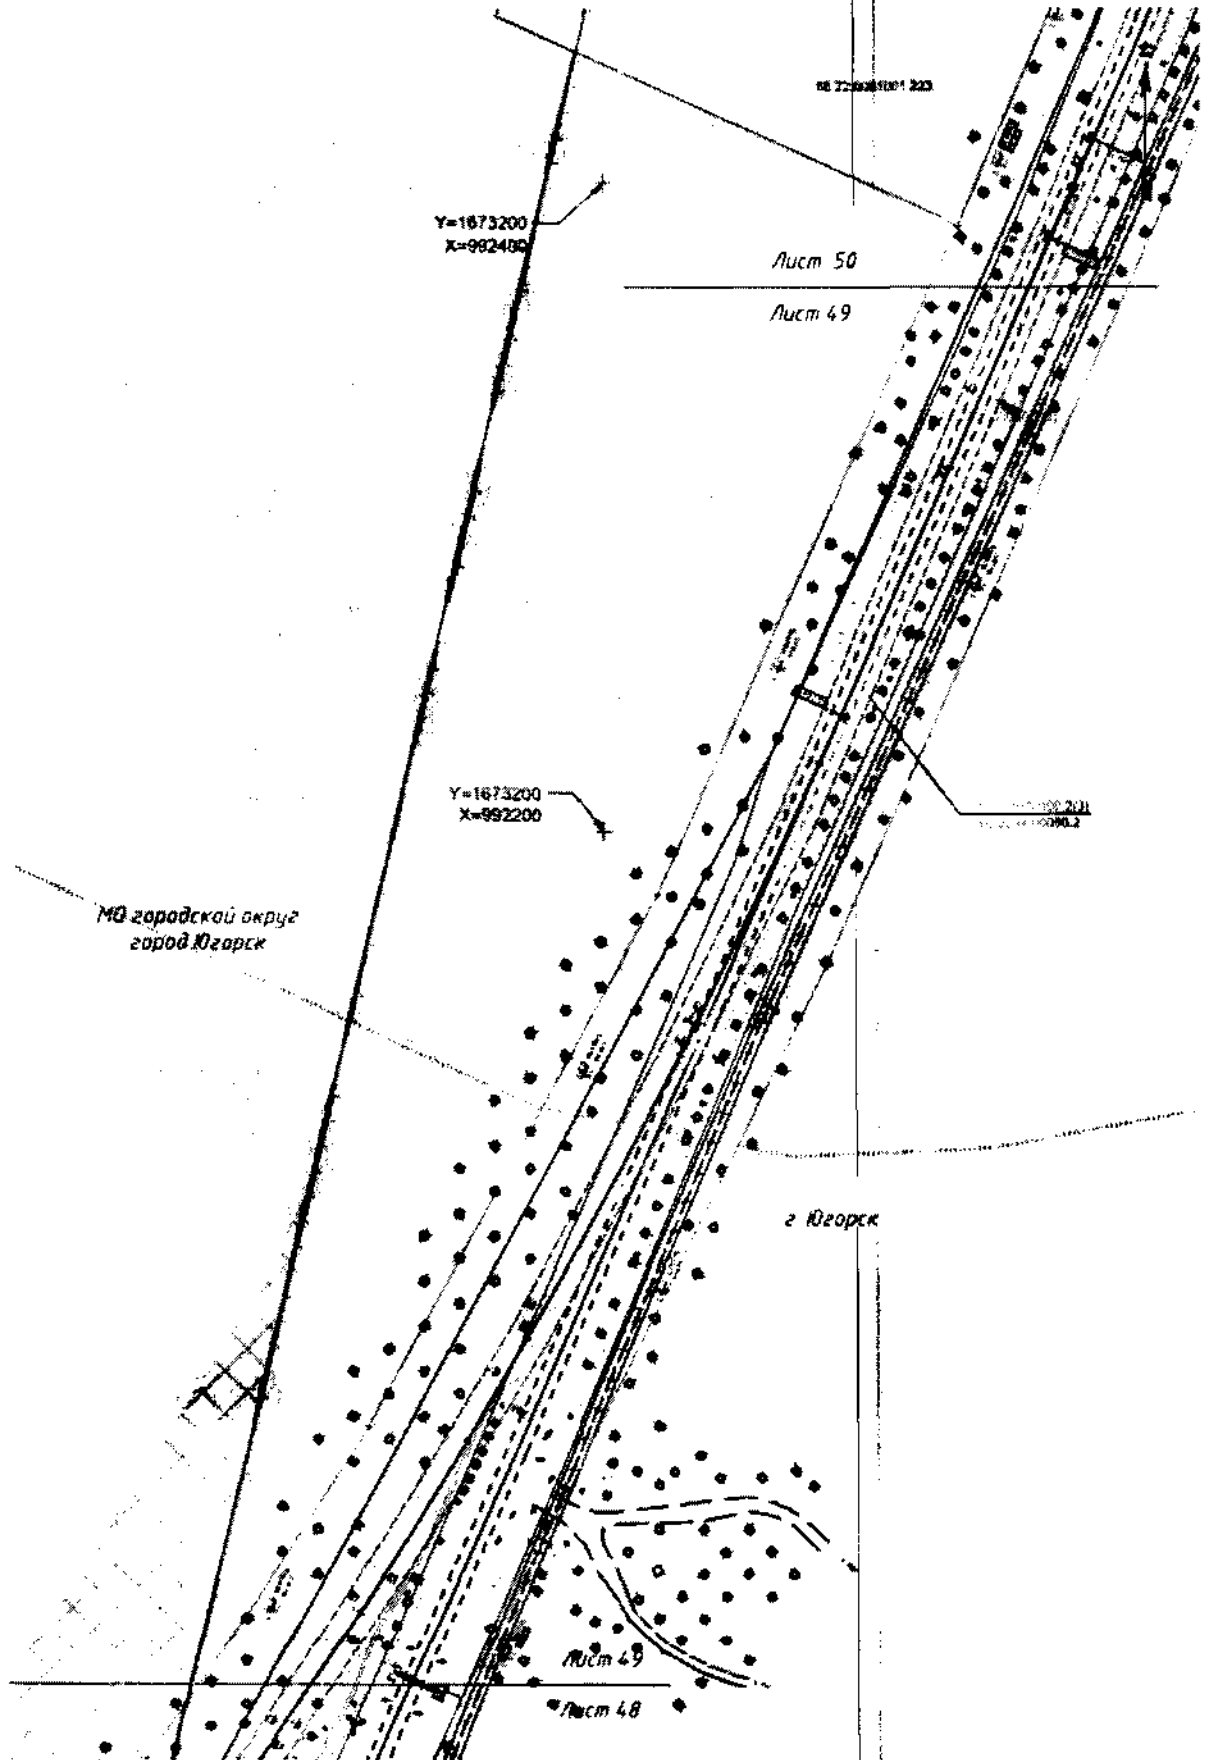 Y=1673200
X=992400
Лист 50
Лист 49
Y=1673200
X=992200
МО городской округ
город Югорск
г Югорск
Лист 49
Лист 48